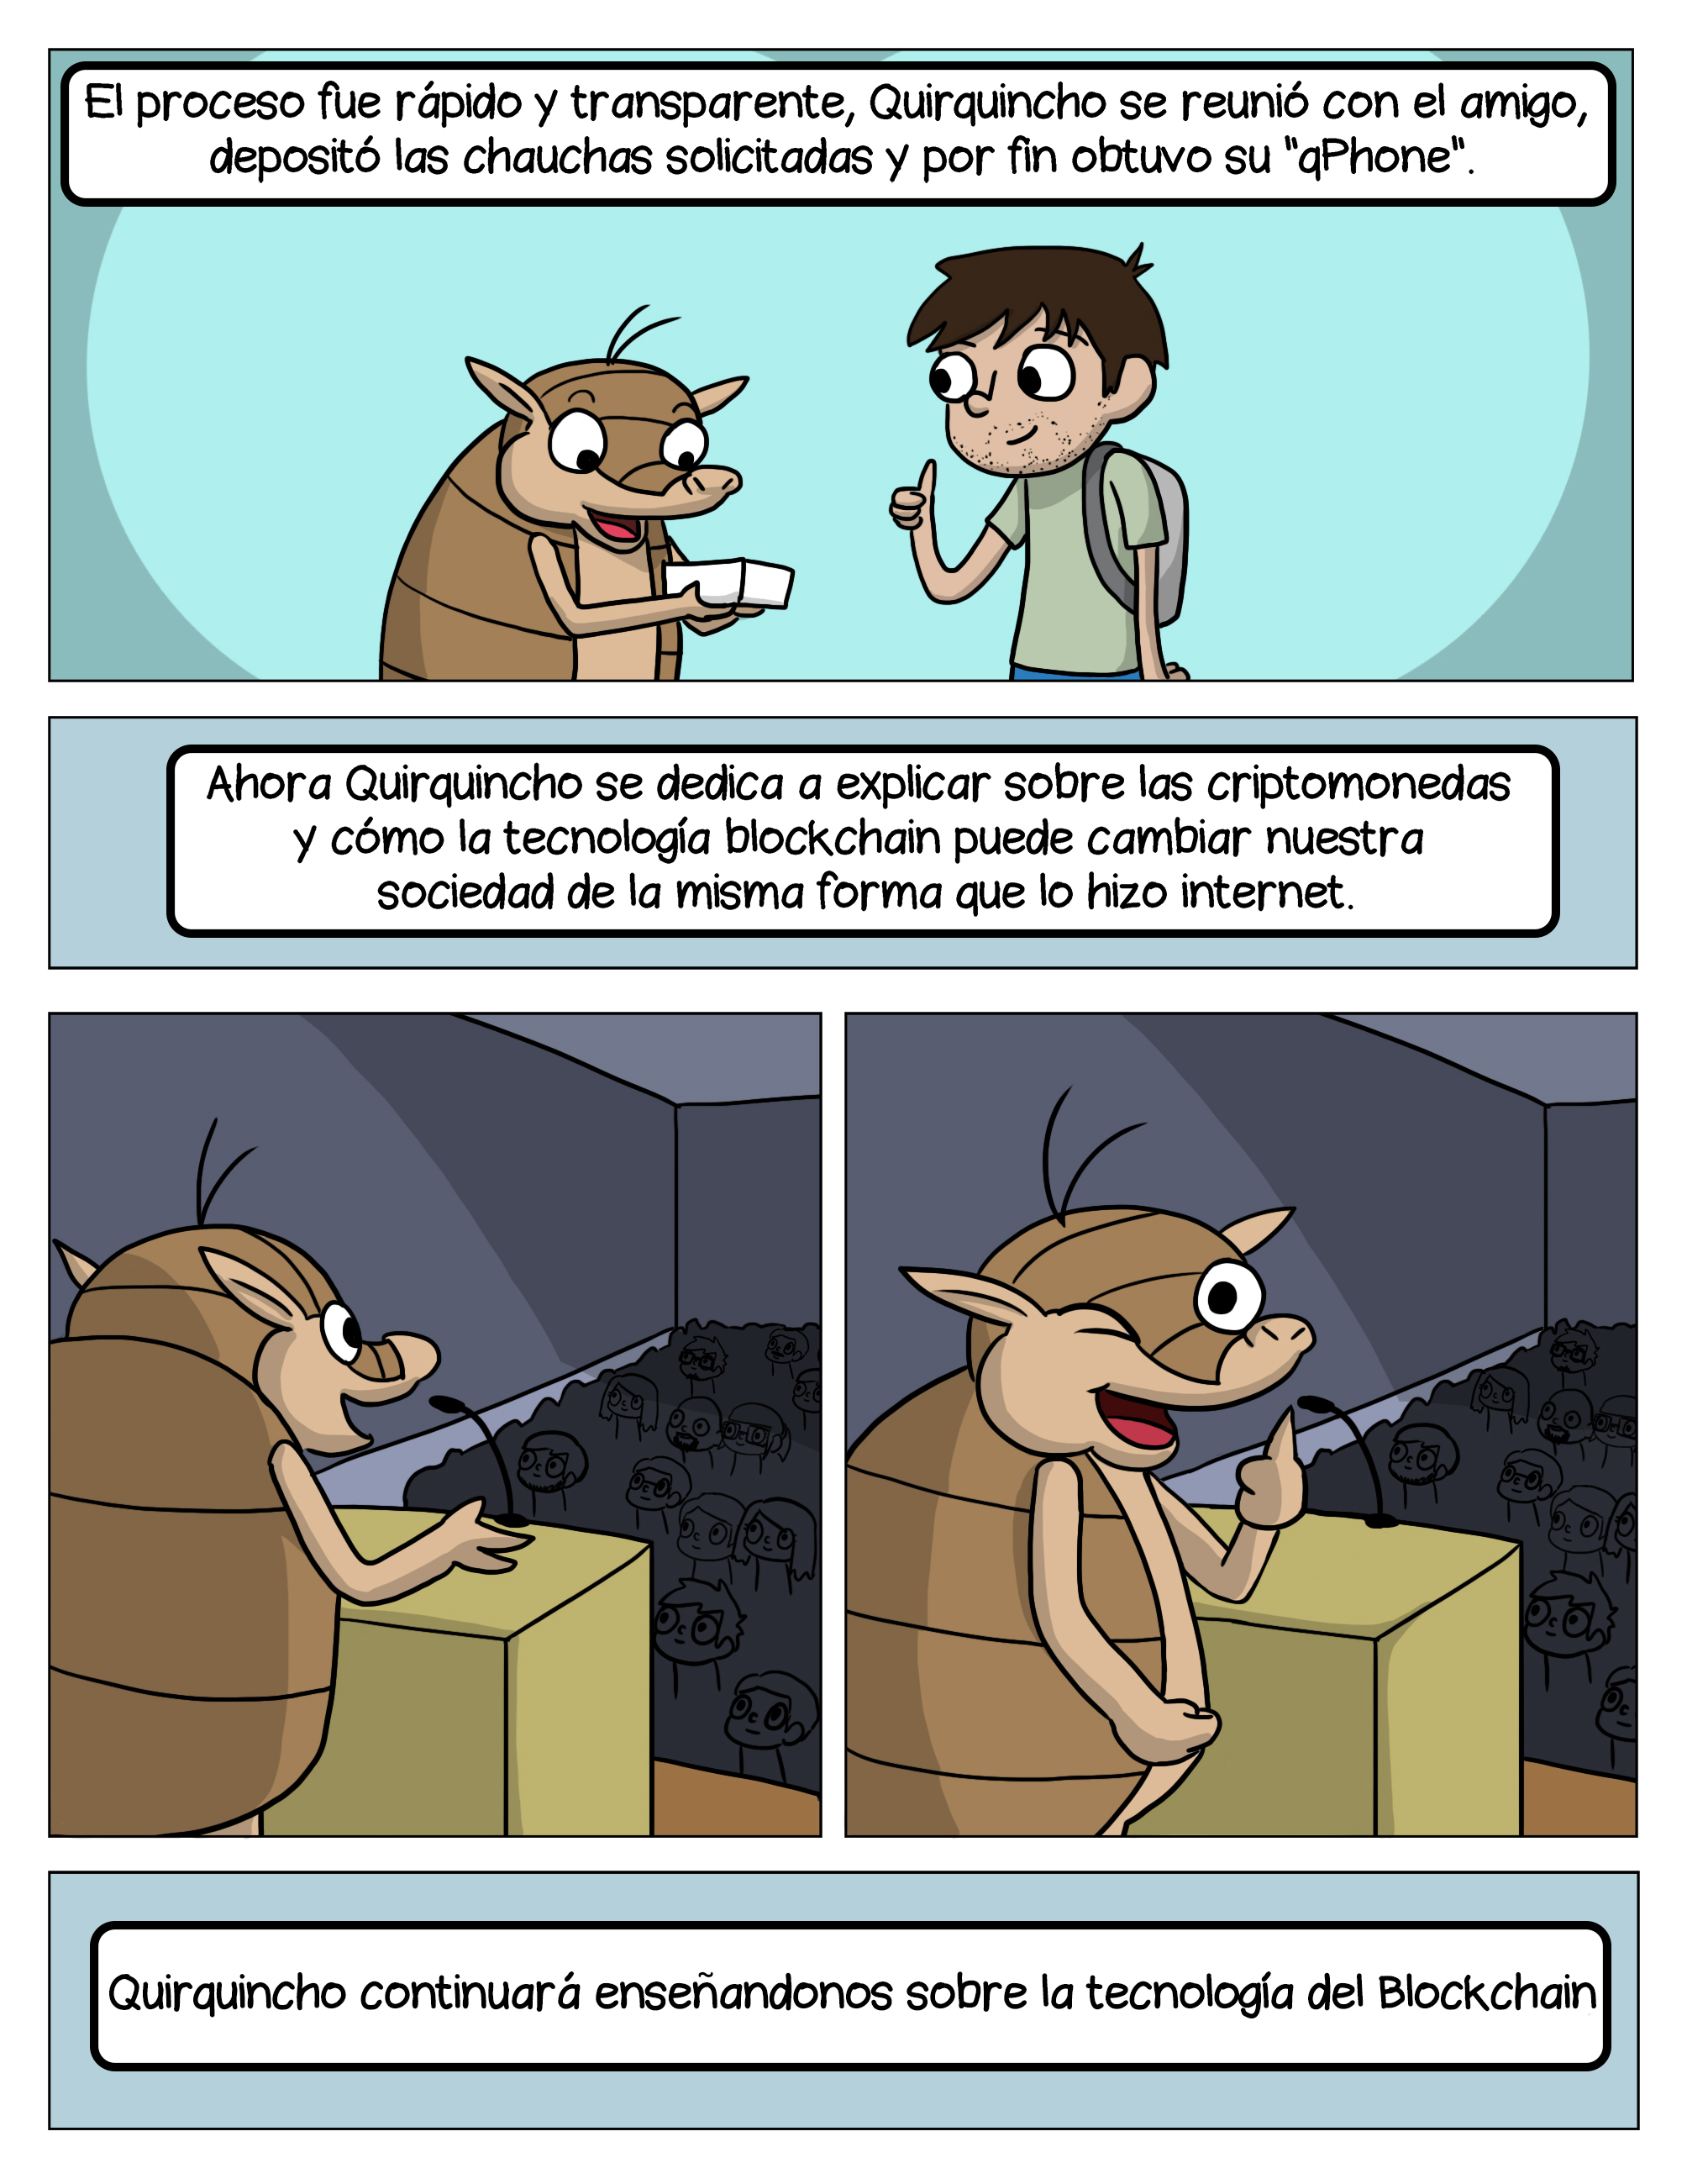 El proceso fue rápido y transparente, Quirquincho se reunió con el amigo,
depositó las chauchas solicitadas y por fin obtuvo su "qPhone".
Ahora Quirquincho se dedica a explicar sobre las criptomonedas
y cómo la tecnología blockchain puede cambiar nuestra
sociedad de la misma forma que lo hizo internet.
Quirquincho continuará enseñandonos sobre la tecnología del Blockchain